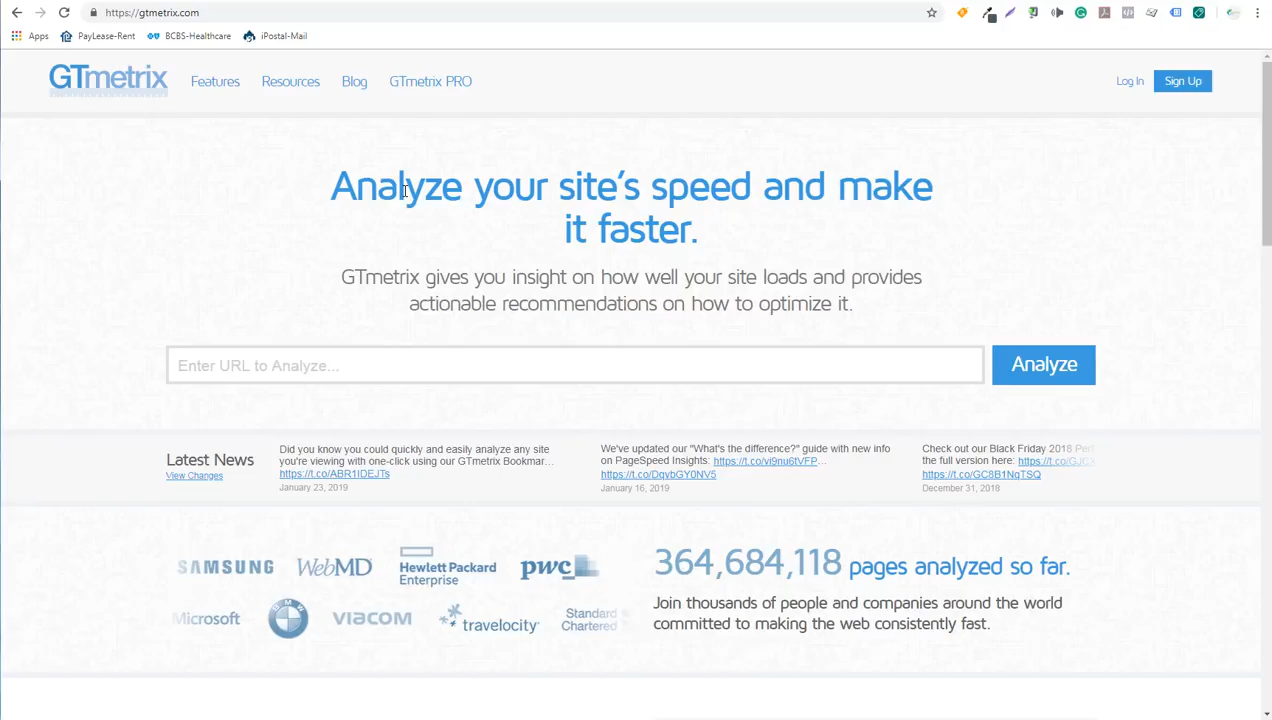 https://gtmetrix.com
Apps PayLease-Rent BCBS-Healthcare iPostal-Mail
GTmetrix Features Resources Blog GTmetrix PRO Log In Sign Up
Analyze your site's speed and make
it faster.
GTmetrix gives you insight on how well your site loads and provides
actionable recommendations on how to optimize it.
Enter URL to Analyze... Analyze
Latest News
View Changes
Did you know you could quickly and easily analyze any site
you're viewing with one-click using our GTmetrix Bookmar...
https://t.co/ABR1IDEJTs
January 23, 2019
We've updated our "What's the difference?" guide with new info
on PageSpeed Insights: https://t.co/vi9nu6tVFP...
https://t.co/DqvbGY0NV5
January 16, 2019
Check out our Black Friday 2018 Perf
the full version here: https://t.co/GJC
https://t.co/GC8B1NqTSQ
December 31, 2018
SAMSUNG WebMD Hewlett Packard
Enterprise
pwc
Microsoft BMW VIACOM travelocity Standard
Chartered
364,684,118 pages analyzed so far.
Join thousands of people and companies around the world
committed to making the web consistently fast.